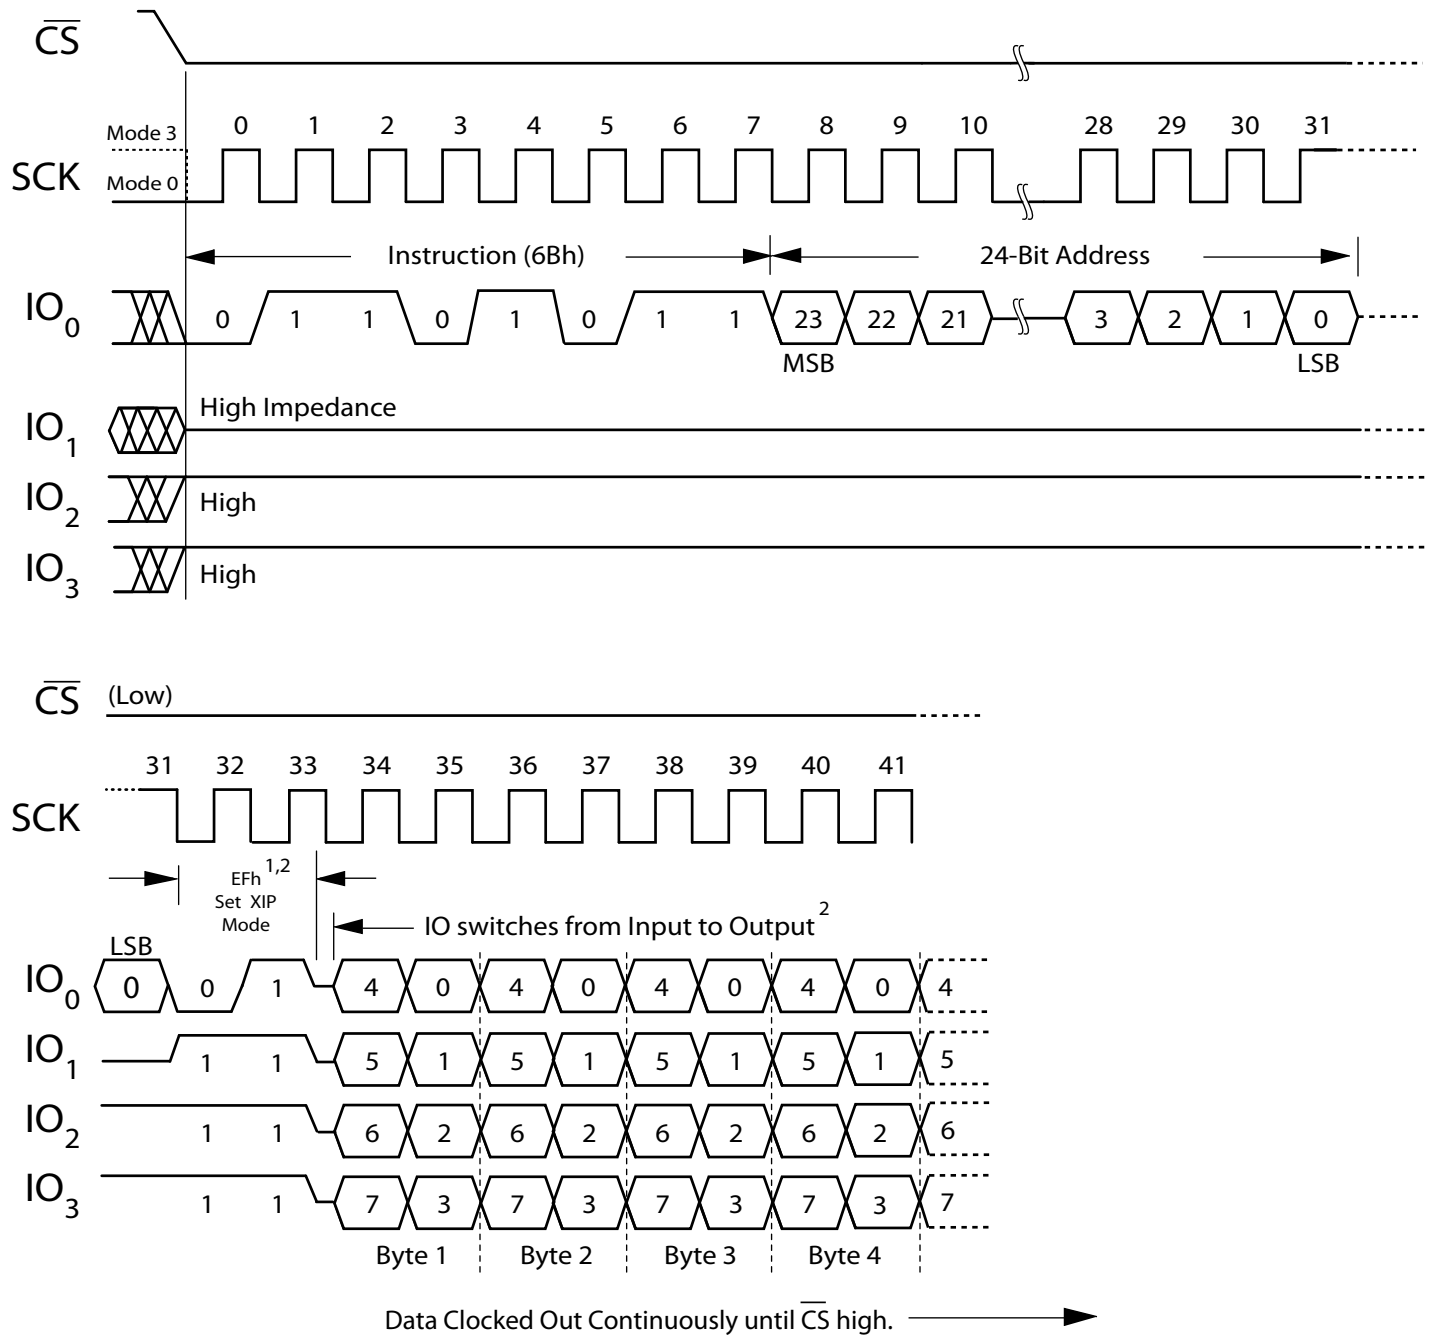 CS
Mode 3
0 1 2 3 4 5 6 7 8 9 10 28 29 30 31
SCK
Mode 0
Instruction (6Bh) 24-Bit Address
IO0 0 1 1 0 1 0 1 1 23 22 21 3 2 1 0
MSB LSB
High Impedance
IO1
IO2 High
IO3 High
CS (Low)
31 32 33 34 35 36 37 38 39 40 41
SCK
EFh 1,2
Set XIP
Mode
IO switches from Input to Output 2
LSB
IO0 0 0 1 4 0 4 0 4 0 4 0 4
IO1 1 1 5 1 5 1 5 1 5 1 5
IO2 1 1 6 2 6 2 6 2 6 2 6
IO3 1 1 7 3 7 3 7 3 7 3 7
Byte 1 Byte 2 Byte 3 Byte 4
Data Clocked Out Continuously until CS high.